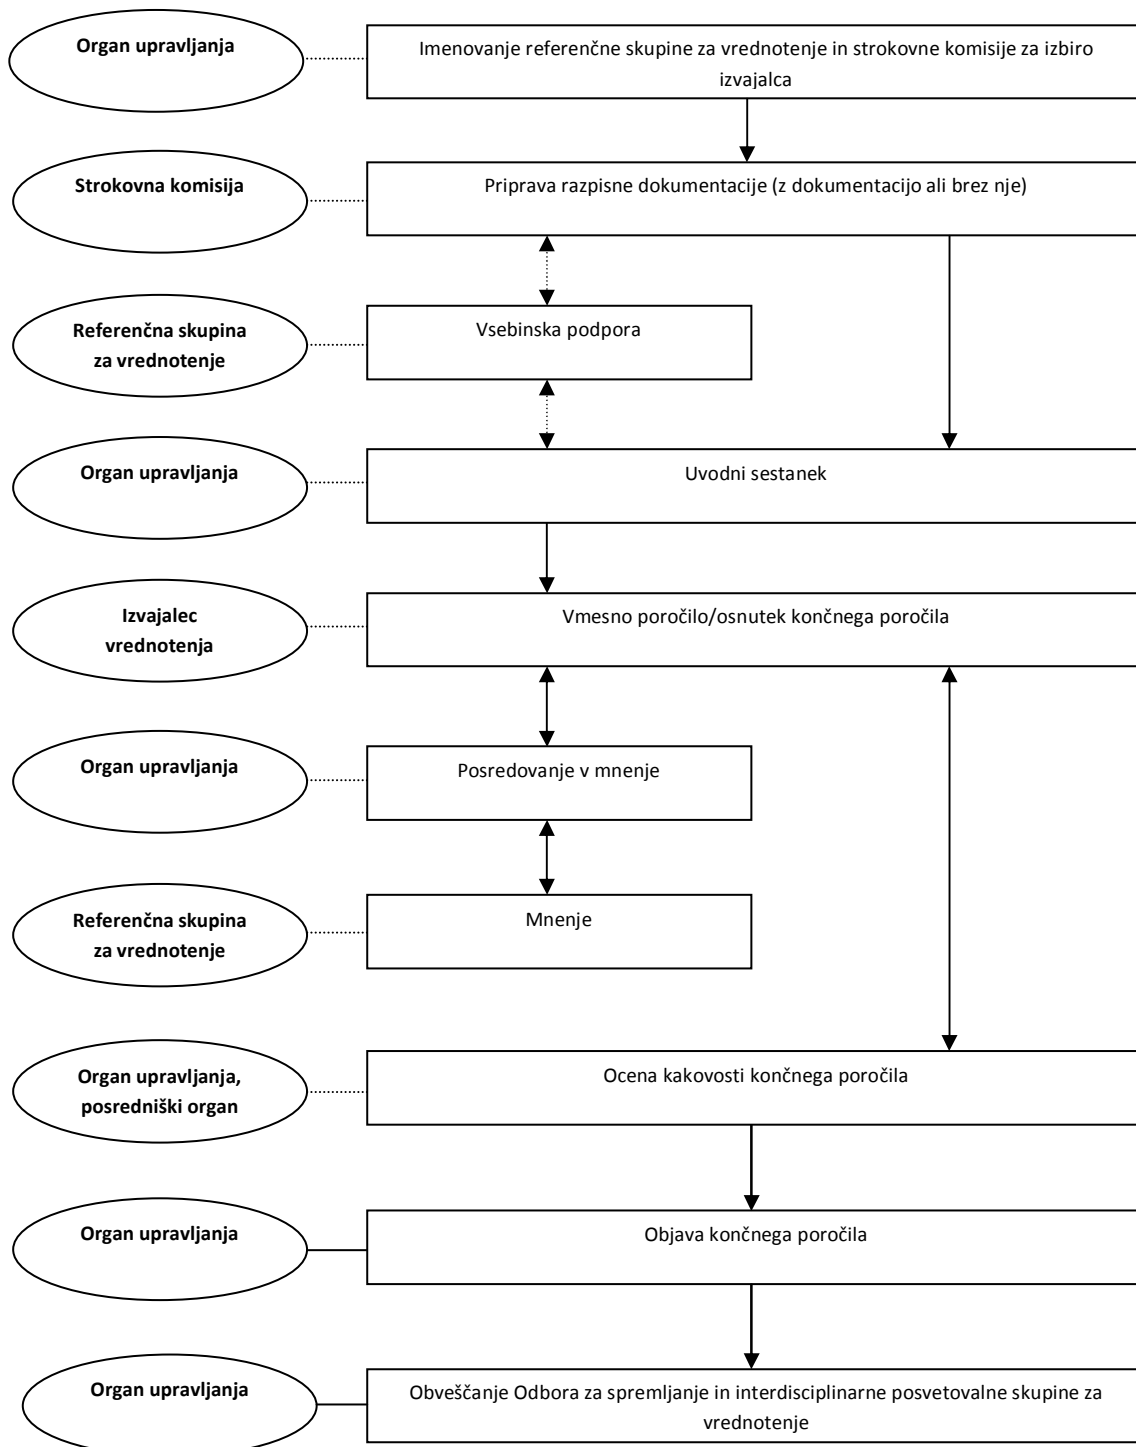 Organ upravljanja
Imenovanje referenčne skupine za vrednotenje in strokovne komisije za izbiro
izvajalca
Strokovna komisija
Priprava razpisne dokumentacije (z dokumentacijo ali brez nje)
Referenčna skupina
za vrednotenje
Vsebinska podpora
Organ upravljanja
Uvodni sestanek
Izvajalec
vrednotenja
Vmesno poročilo/osnutek končnega poročila
Organ upravljanja
Posredovanje v mnenje
Referenčna skupina
za vrednotenje
Mnenje
Organ upravljanja,
posredniški organ
Ocena kakovosti končnega poročila
Organ upravljanja
Objava končnega poročila
Organ upravljanja
Obveščanje Odbora za spremljanje in interdisciplinarne posvetovalne skupine za
vrednotenje